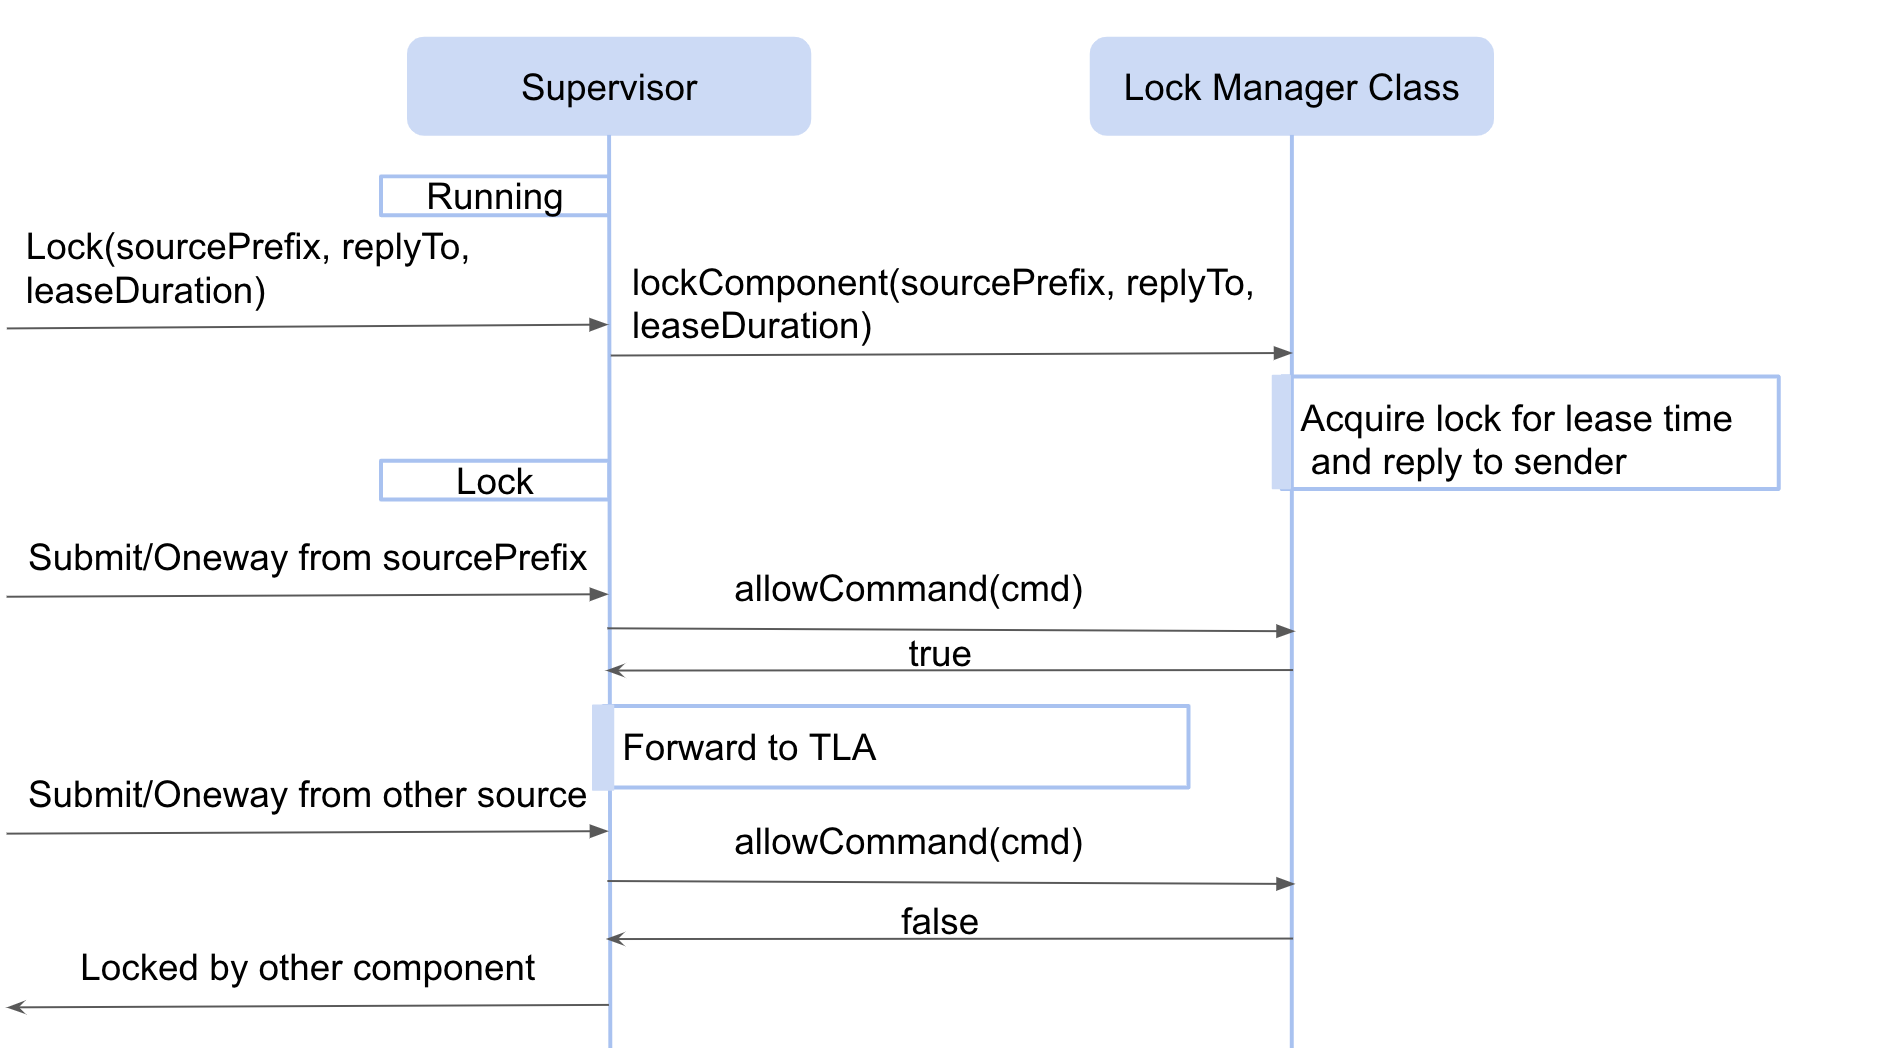 Supervisor
Lock Manager Class
Running
Lock(sourcePrefix, replyTo,
leaseDuration)
lockComponent(sourcePrefix, replyTo,
leaseDuration)
Acquire lock for lease time
and reply to sender
Lock
Submit/Oneway from sourcePrefix
allowCommand(cmd)
true
Forward to TLA
Submit/Oneway from other source
allowCommand(cmd)
false
Locked by other component